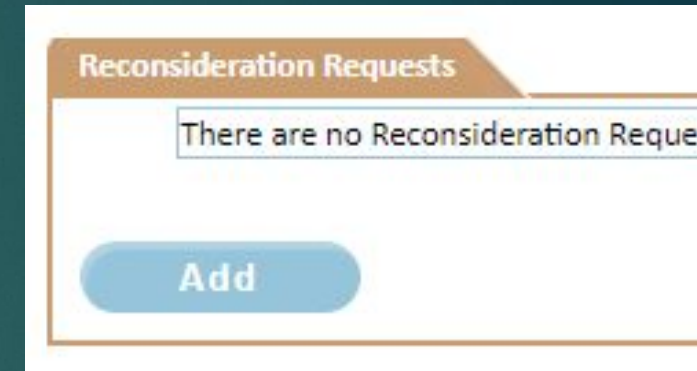 Reconsideration Requests
There are no Reconsideration Reque
Add